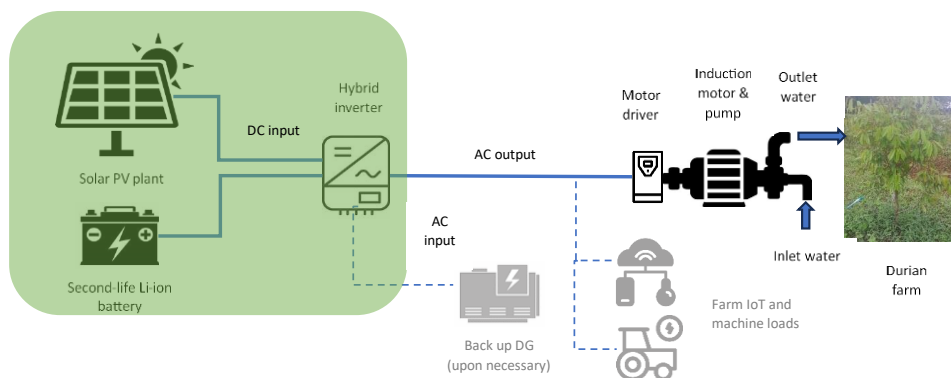 Hybrid
inverter
DC input
Solar PV plant
Second-life Li-ion
battery
AC output
AC
input
Back up DG
(upon necessary)
Motor
driver
Induction
motor &
pump
Outlet
water
Inlet water
Durian
farm
Farm IoT and
machine loads